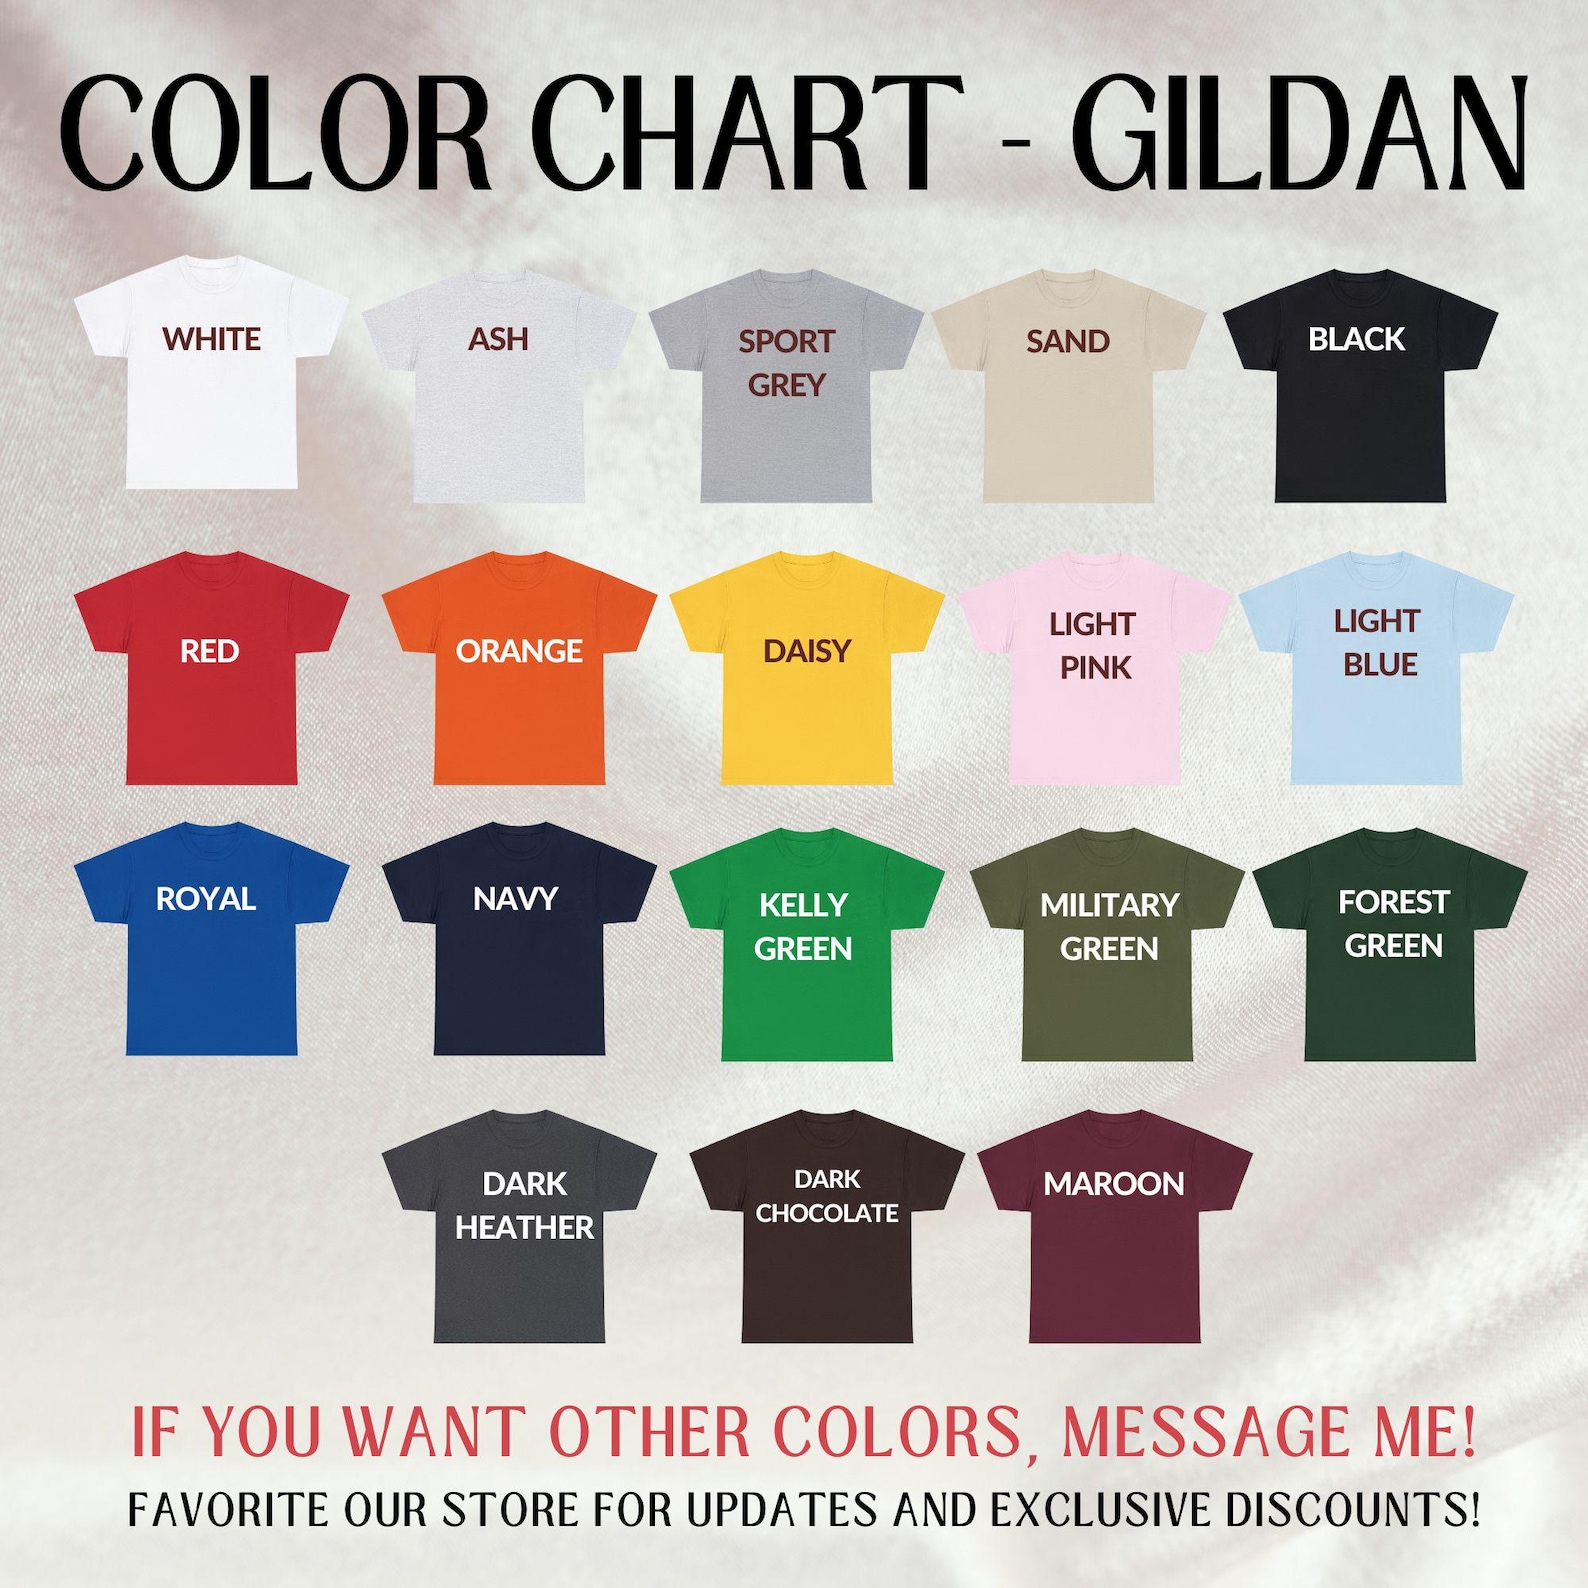 COLOR CHART - GILDAN
WHITE
ASH
SPORT
GREY
SAND
BLACK
RED
ORANGE
DAISY
LIGHT
PINK
LIGHT
BLUE
ROYAL
NAVY
KELLY
GREEN
MILITARY
GREEN
FOREST
GREEN
DARK
HEATHER
DARK
CHOCOLATE
MAROON
IF YOU WANT OTHER COLORS, MESSAGE ME!
FAVORITE OUR STORE FOR UPDATES AND EXCLUSIVE DISCOUNTS!